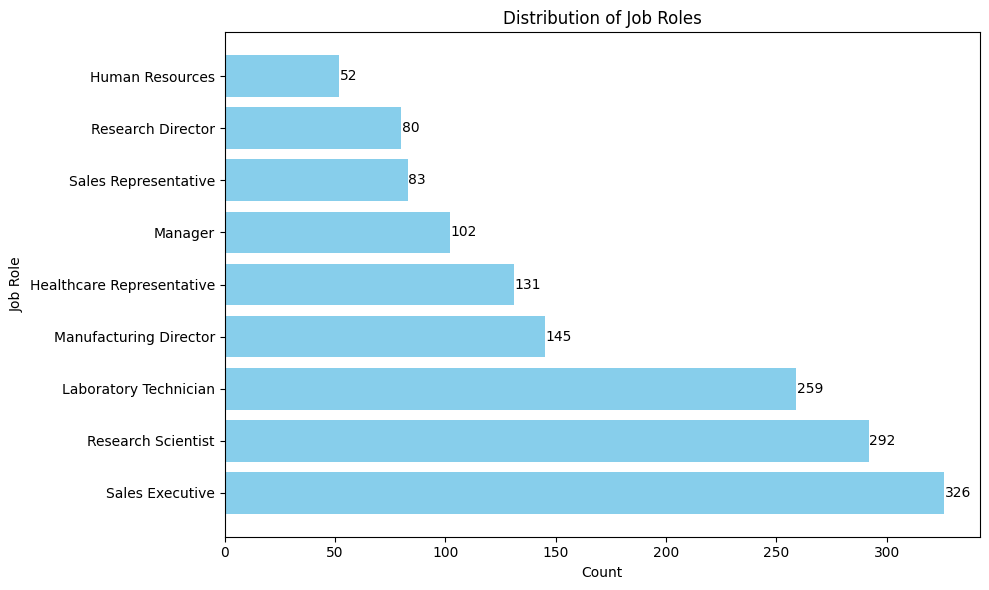 Distribution of Job Roles
Job Role
Human Resources 52
Research Director 80
Sales Representative 83
Manager 102
Healthcare Representative 131
Manufacturing Director 145
Laboratory Technician 259
Research Scientist 292
Sales Executive 326
0 50 100 150 200 250 300
Count